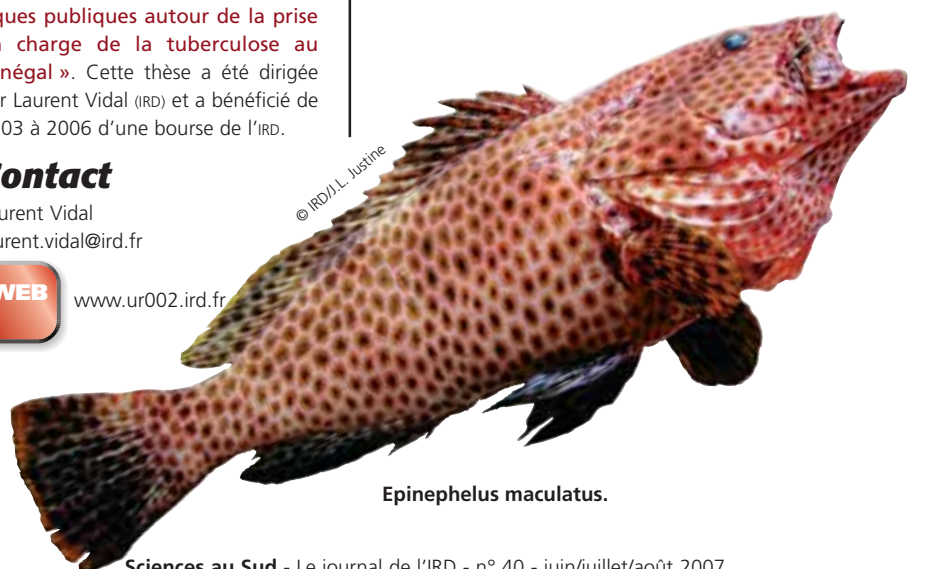 ques publiques autour de la prise
charge de la tuberculose au
négal ». Cette thèse a été dirigée
r Laurent Vidal (IRD) et a bénéficié de
03 à 2006 d'une bourse de l'IRD.
ontact
urent Vidal
urent.vidal@ird.fr
WEB
www.ur002.ird.fr
© IRD/J.L. Justine
Epinephelus maculatus.
Sciences au Sud - Le journal de l'IRD - n° 40 - juin/juillet/août 2007